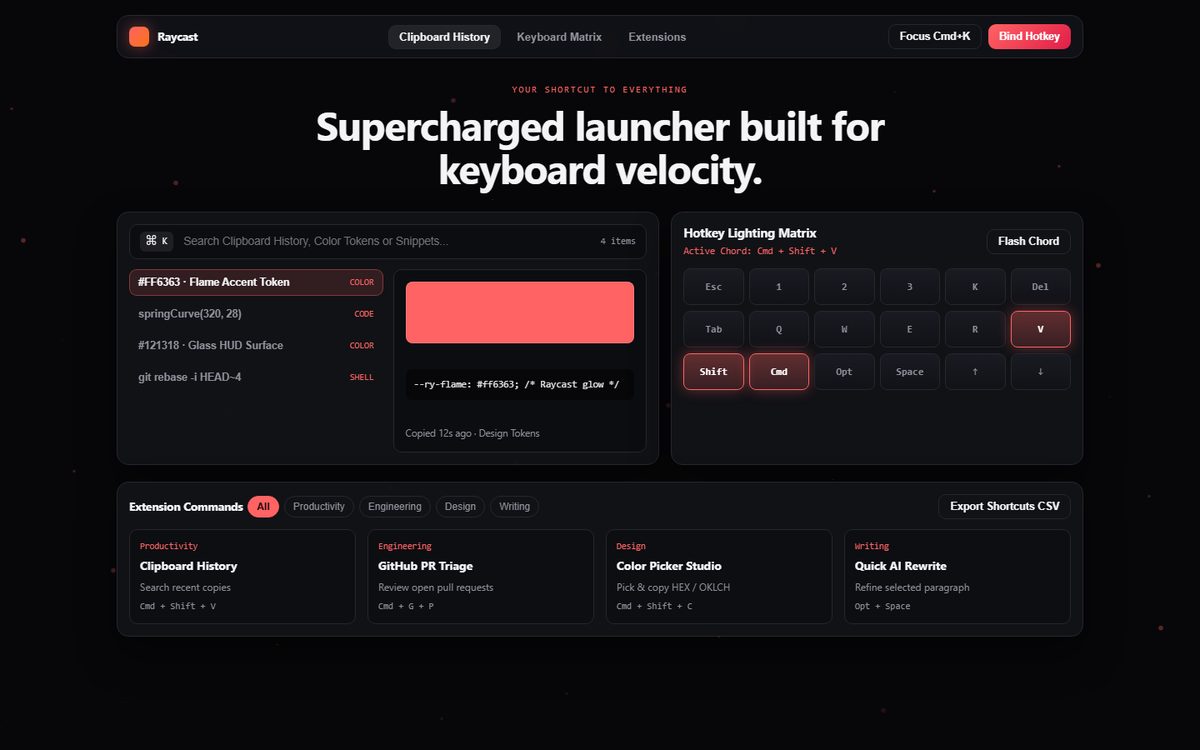 Raycast
Clipboard History
Keyboard Matrix
Extensions
Focus Cmd+K
Bind Hotkey
YOUR SHORTCUT TO EVERYTHING
Supercharged launcher built for
keyboard velocity.
⌘ K
Search Clipboard History, Color Tokens or Snippets...
4 items
#FF6363 · Flame Accent Token
COLOR
springCurve(320, 28)
CODE
#121318 · Glass HUD Surface
COLOR
git rebase -i HEAD~4
SHELL
--ry-flame: #ff6363; /* Raycast glow */
Copied 12s ago · Design Tokens
Hotkey Lighting Matrix
Active Chord: Cmd + Shift + V
Flash Chord
Esc 1 2 3 K Del
Tab Q W E R V
Shift Cmd Opt Space ↑ ↓
Extension Commands
All
Productivity
Engineering
Design
Writing
Export Shortcuts CSV
Productivity
Clipboard History
Search recent copies
Cmd + Shift + V
Engineering
GitHub PR Triage
Review open pull requests
Cmd + G + P
Design
Color Picker Studio
Pick & copy HEX / OKLCH
Cmd + Shift + C
Writing
Quick AI Rewrite
Refine selected paragraph
Opt + Space